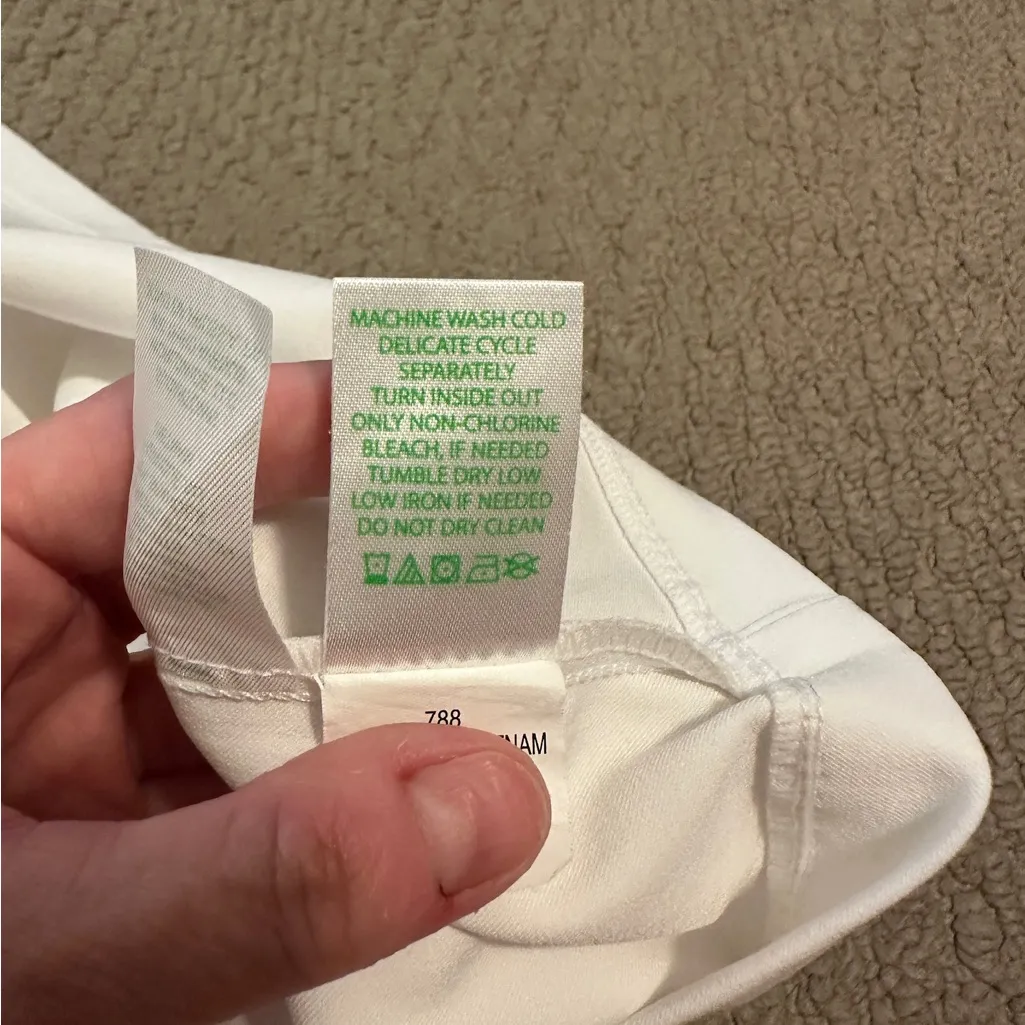 MACHINE WASH COLD
DELICATE CYCLE
SEPARATELY
TURN INSIDE OUT
ONLY NON-CHLORINE
BLEACH, IF NEEDED
TUMBLE DRY LOW
LOW IRON IF NEEDED
DO NOT DRY CLEAN
788